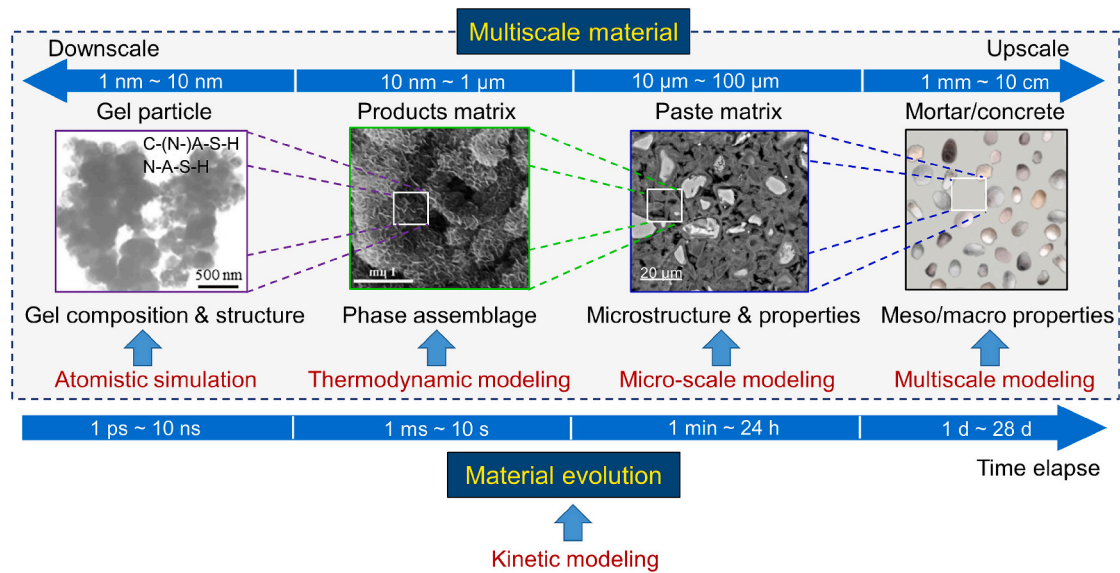 Multiscale material
Downscale
Upscale
1 nm ~ 10 nm
10 nm ~ 1 µm
10 µm ~ 100 µm
1 mm ~ 10 cm
Gel particle
Products matrix
Paste matrix
Mortar/concrete
C-(N-)A-S-H
N-A-S-H
500 nm
1 µm
20 µm
Gel composition & structure
Phase assemblage
Microstructure & properties
Meso/macro properties
Atomistic simulation
Thermodynamic modeling
Micro-scale modeling
Multiscale modeling
1 ps ~ 10 ns
1 ms ~ 10 s
1 min ~ 24 h
1 d ~ 28 d
Time elapse
Material evolution
Kinetic modeling